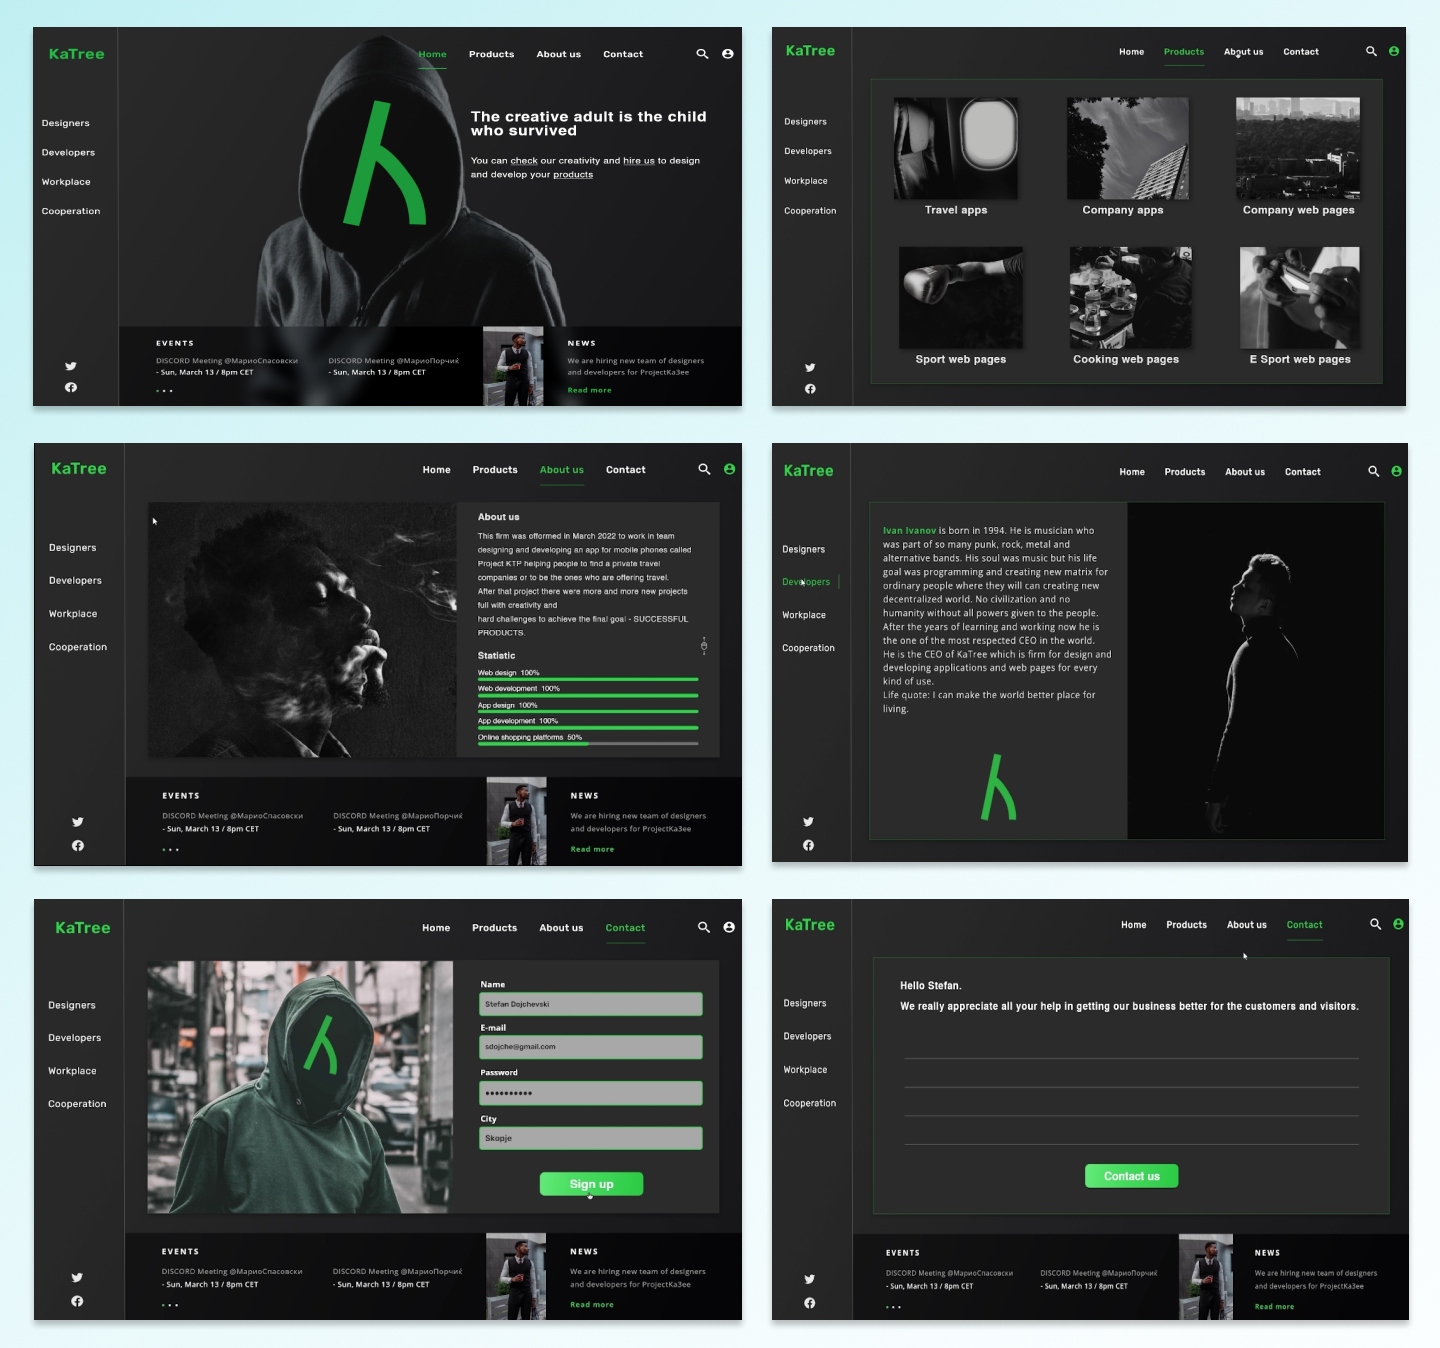 KaTree
Home Products About us Contact
Designers
Developers
Workplace
Cooperation
The creative adult is the child
who survived
You can check our creativity and hire us to design
and develop your products
EVENTS
DISCORD Meeting @МариоСпасовски
- Sun, March 13 / 8pm CET
DISCORD Meeting @МариоПорчиќ
- Sun, March 13 / 8pm CET
NEWS
We are hiring new team of designers
and developers for ProjectKa3ee
Read more
KaTree
Home Products About us Contact
Designers
Developers
Workplace
Cooperation
Travel apps
Company apps
Company web pages
Sport web pages
Cooking web pages
E Sport web pages
KaTree
Home Products About us Contact
Designers
Developers
Workplace
Cooperation
About us
This firm was offormed in March 2022 to work in team
designing and developing an app for mobile phones called
Project KTP helping people to find a private travel
companies or to be the ones who are offering travel.
After that project there were more and more new projects
full with creativity and
hard challenges to achieve the final goal - SUCCESSFUL
PRODUCTS.
Statistic
Web design 100%
Web development 100%
App design 100%
App development 100%
Online shopping platforms 50%
EVENTS
DISCORD Meeting @МариоСпасовски
- Sun, March 13 / 8pm CET
DISCORD Meeting @МариоПорчиќ
- Sun, March 13 / 8pm CET
NEWS
We are hiring new team of designers
and developers for ProjectKa3ee
Read more
KaTree
Home Products About us Contact
Designers
Developers
Workplace
Cooperation
Ivan Ivanov is born in 1994. He is musician who
was part of so many punk, rock, metal and
alternative bands. His soul was music but his life
goal was programming and creating new matrix for
ordinary people where they will can creating new
decentralized world. No civilization and no
humanity without all powers given to the people.
After the years of learning and working now he is
the one of the most respected CEO in the world.
He is the CEO of KaTree which is firm for design and
developing applications and web pages for every
kind of use.
Life quote: I can make the world better place for
living.
KaTree
Home Products About us Contact
Designers
Developers
Workplace
Cooperation
Name
Stefan Dojchevski
E-mail
sdojche@gmail.com
Password
••••••••••
City
Skopje
Sign up
EVENTS
DISCORD Meeting @МариоСпасовски
- Sun, March 13 / 8pm CET
DISCORD Meeting @МариоПорчиќ
- Sun, March 13 / 8pm CET
NEWS
We are hiring new team of designers
and developers for ProjectKa3ee
Read more
KaTree
Home Products About us Contact
Designers
Developers
Workplace
Cooperation
Hello Stefan.
We really appreciate all your help in getting our business better for the customers and visitors.
Contact us
EVENTS
DISCORD Meeting @МариоСпасовски
- Sun, March 13 / 8pm CET
DISCORD Meeting @МариоПорчиќ
- Sun, March 13 / 8pm CET
NEWS
We are hiring new team of designers
and developers for ProjectKa3ee
Read more